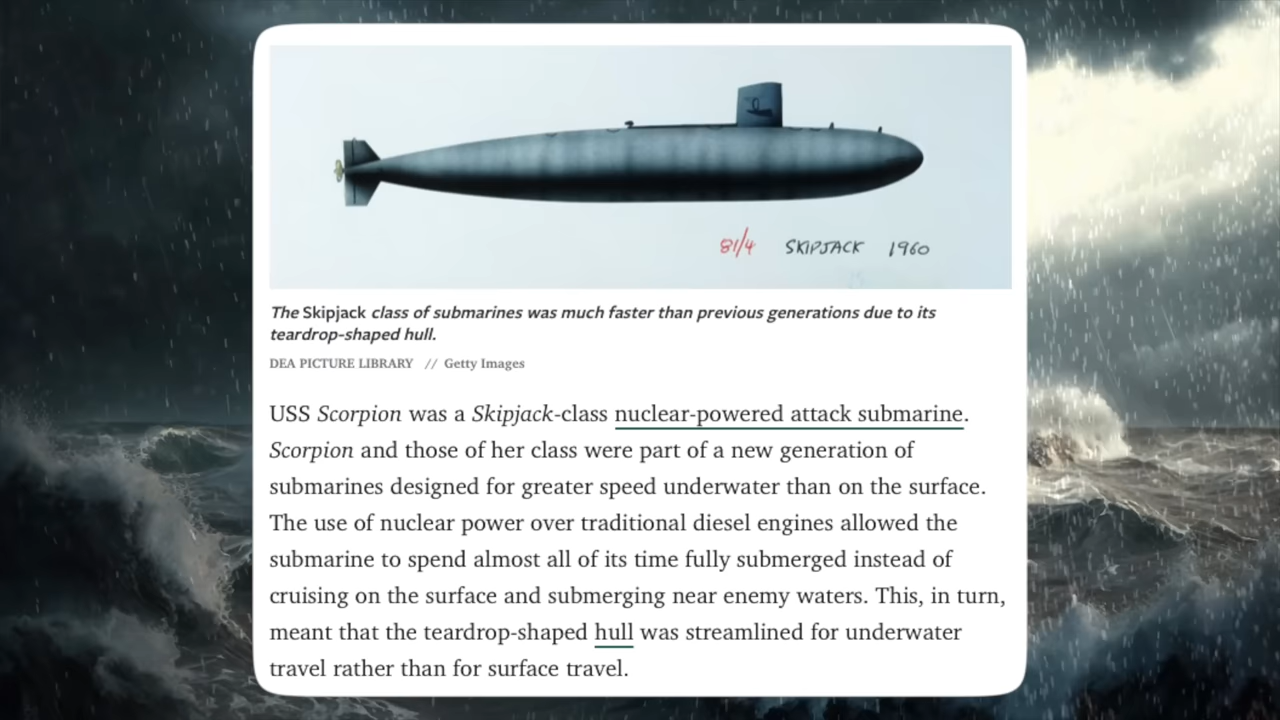 81/4 SKIPJACK 1960
The Skipjack class of submarines was much faster than previous generations due to its
teardrop-shaped hull.
DEA PICTURE LIBRARY // Getty Images
USS Scorpion was a Skipjack-class nuclear-powered attack submarine.
Scorpion and those of her class were part of a new generation of
submarines designed for greater speed underwater than on the surface.
The use of nuclear power over traditional diesel engines allowed the
submarine to spend almost all of its time fully submerged instead of
cruising on the surface and submerging near enemy waters. This, in turn,
meant that the teardrop-shaped hull was streamlined for underwater
travel rather than for surface travel.